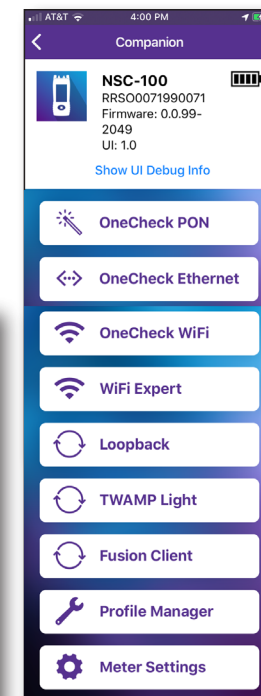 AT&T 4:00 PM
Companion
NSC-100
RRSO0071990071
Firmware: 0.0.99-
2049
UI: 1.0
Show UI Debug Info
OneCheck PON
OneCheck Ethernet
OneCheck WiFi
WiFi Expert
Loopback
TWAMP Light
Fusion Client
Profile Manager
Meter Settings